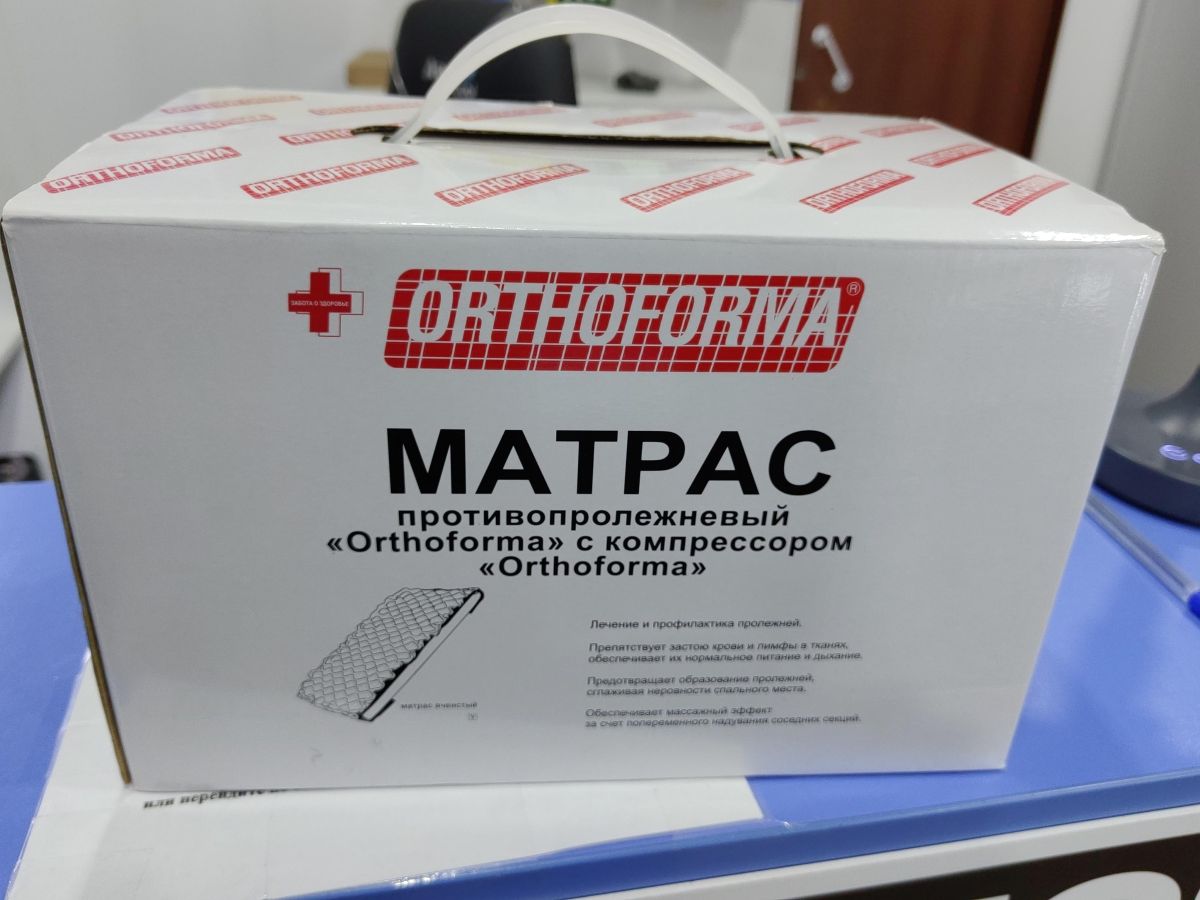 ORTHOFORMA
ORTHOFORMA
ORTHOFORMA
ORTHOFORMA
ORTHOFORMA
ORTHOFORMA
ЗАБОТА О ЗДОРОВЬЕ
ORTHOFORMA®
МАТРАС
противопролежневый
«Orthoforma» с компрессором
«Orthoforma»
Лечение и профилактика пролежней.
Препятствует застою крови и лимфы в тканях,
обеспечивает их нормальное питание и дыхание.
Предотвращает образование пролежней,
сглаживая неровности спального места.
матрас ячеистый
Обеспечивает массажный эффект
за счет попеременного надувания соседних секций.
или перейдите